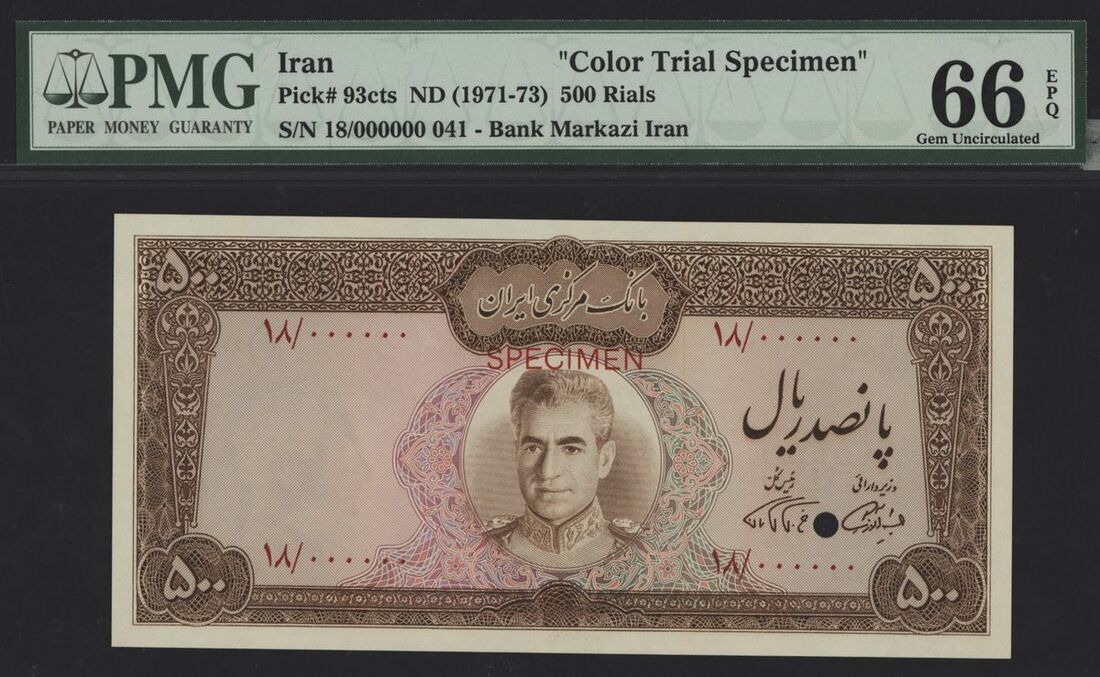 PMG
PAPER MONEY GUARANTY
Iran "Color Trial Specimen"
Pick# 93cts ND (1971-73) 500 Rials
S/N 18/000000 041 - Bank Markazi Iran
66
EPQ
Gem Uncirculated
۵۰۰ ۵۰۰
بانک مرکزی ایران
۱۸/۰۰۰۰۰۰ ۱۸/۰۰۰۰۰۰
SPECIMEN
پانصد ریال
رئیس کل وزیر دارائی
۱۸/۰۰۰۰۰۰ ۱۸/۰۰۰۰۰۰
۵۰۰ ۵۰۰